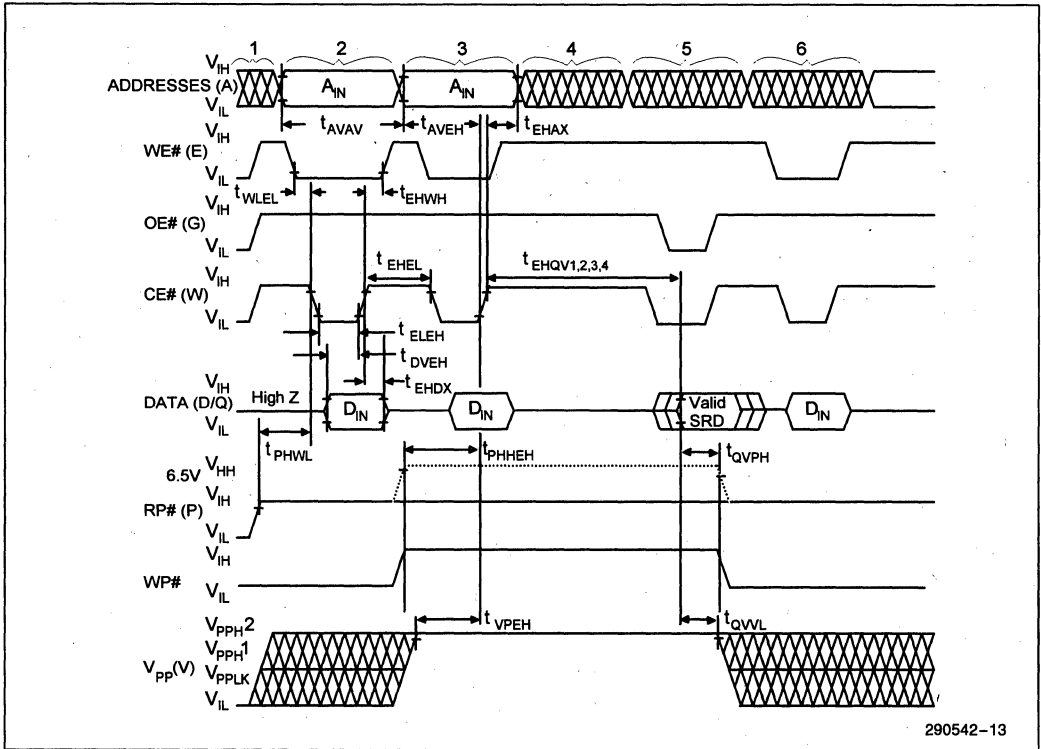 1 2 3 4 5 6
V_IH
ADDRESSES (A) A_IN A_IN
V_IL
t_AVAV t_AVEH t_EHAX
V_IH
WE# (E)
V_IL
t_WLEL t_EHWH
V_IH
OE# (G)
V_IL
t_EHEL t_EHQV1,2,3,4
V_IH
CE# (W)
V_IL
t_ELEH
t_DVEH
t_EHDX
V_IH High Z
DATA (D/Q) D_IN D_IN Valid SRD D_IN
V_IL
t_PHWL t_PHHEH t_QVPH
6.5V V_HH
V_IH
RP# (P)
V_IL
V_IH
WP#
V_IL
t_VPEH t_QVVL
V_PPH2
V_PPH1
V_PP(V) V_PPLK
V_IL
290542-13